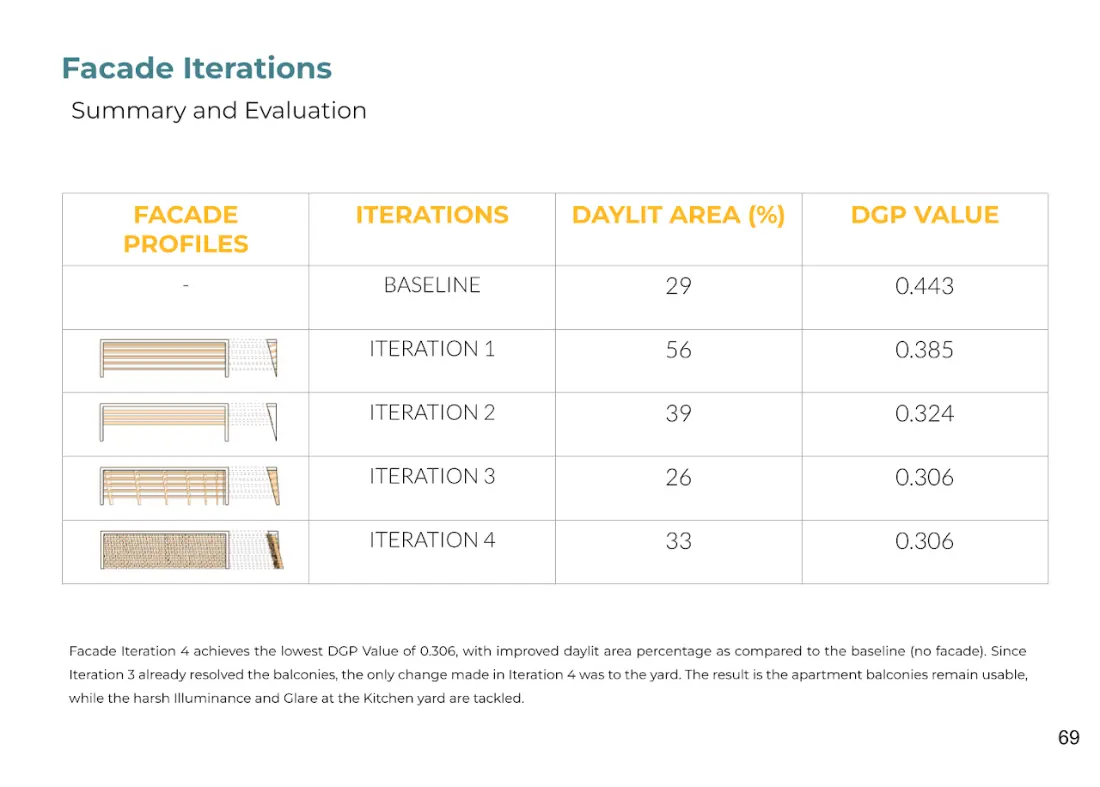 Facade Iterations
Summary and Evaluation
FACADE PROFILES ITERATIONS DAYLIT AREA (%) DGP VALUE
- BASELINE 29 0.443
ITERATION 1 56 0.385
ITERATION 2 39 0.324
ITERATION 3 26 0.306
ITERATION 4 33 0.306
Facade Iteration 4 achieves the lowest DGP Value of 0.306, with improved daylit area percentage as compared to the baseline (no facade). Since
Iteration 3 already resolved the balconies, the only change made in Iteration 4 was to the yard. The result is the apartment balconies remain usable,
while the harsh Illuminance and Glare at the Kitchen yard are tackled.
69